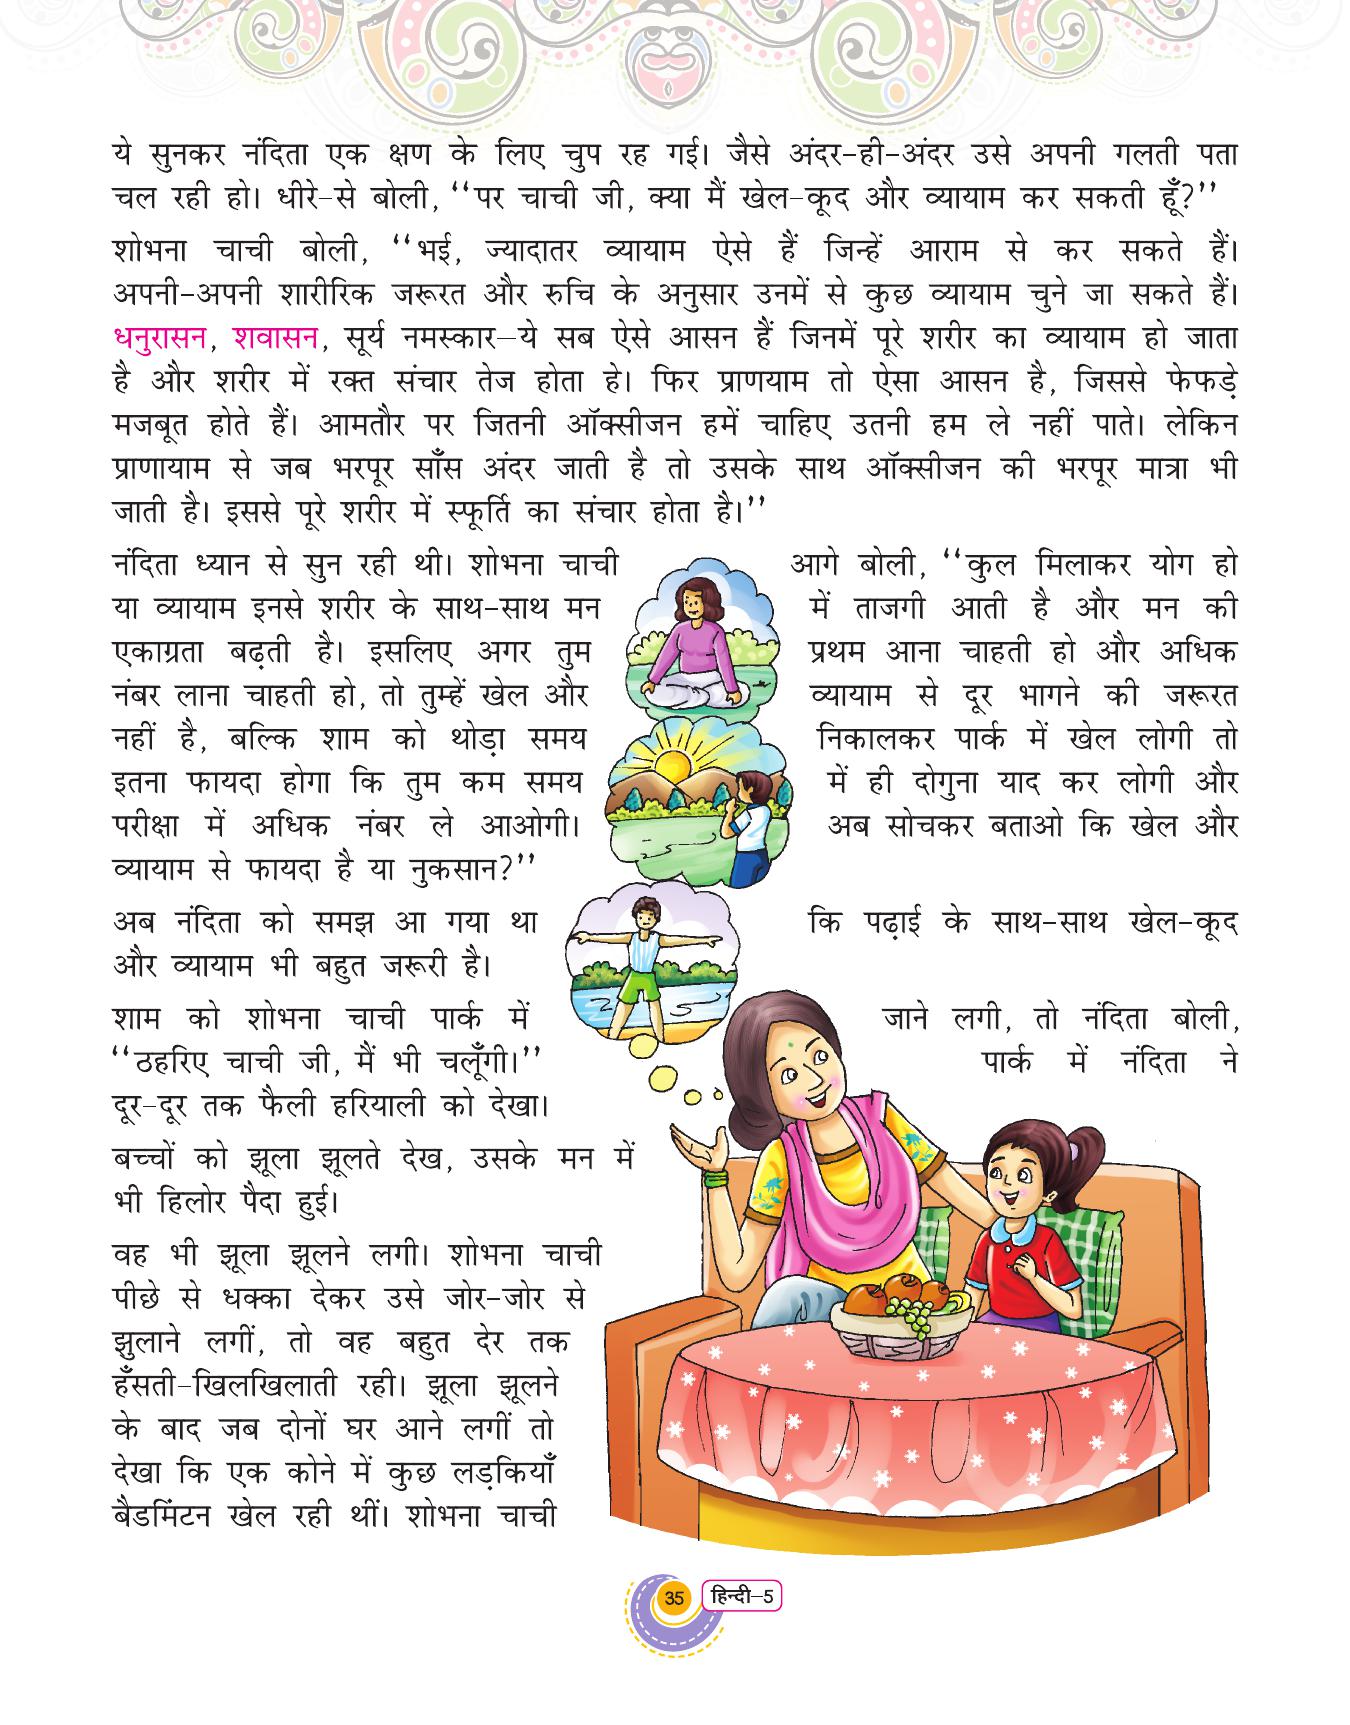 ये सुनकर नंदिता एक क्षण के लिए चुप रह गई। जैसे अंदर-ही-अंदर उसे अपनी गलती पता
चल रही हो। धीरे-से बोली, ‘‘पर चाची जी, क्या मैं खेल-कूद और व्यायाम कर सकती हूँ?’’
शोभना चाची बोली, ‘‘भई, ज्यादातर व्यायाम ऐसे हैं जिन्हें आराम से कर सकते हैं।
अपनी-अपनी शारीरिक जरूरत और रुचि के अनुसार उनमें से कुछ व्यायाम चुने जा सकते हैं।
धनुरासन, शवासन, सूर्य नमस्कार—ये सब ऐसे आसन हैं जिनमें पूरे शरीर का व्यायाम हो जाता
है और शरीर में रक्त संचार तेज होता हे। फिर प्राणयाम तो ऐसा आसन है, जिससे फेफड़े
मजबूत होते हैं। आमतौर पर जितनी ऑक्सीजन हमें चाहिए उतनी हम ले नहीं पाते। लेकिन
प्राणायाम से जब भरपूर साँस अंदर जाती है तो उसके साथ ऑक्सीजन की भरपूर मात्रा भी
जाती है। इससे पूरे शरीर में स्फूर्ति का संचार होता है।’’
नंदिता ध्यान से सुन रही थी। शोभना चाची आगे बोली, ‘‘कुल मिलाकर योग हो
या व्यायाम इनसे शरीर के साथ-साथ मन में ताजगी आती है और मन की
एकाग्रता बढ़ती है। इसलिए अगर तुम प्रथम आना चाहती हो और अधिक
नंबर लाना चाहती हो, तो तुम्हें खेल और व्यायाम से दूर भागने की जरूरत
नहीं है, बल्कि शाम को थोड़ा समय निकालकर पार्क में खेल लोगी तो
इतना फायदा होगा कि तुम कम समय में ही दोगुना याद कर लोगी और
परीक्षा में अधिक नंबर ले आओगी। अब सोचकर बताओ कि खेल और
व्यायाम से फायदा है या नुकसान?’’
अब नंदिता को समझ आ गया था कि पढ़ाई के साथ-साथ खेल-कूद
और व्यायाम भी बहुत जरूरी है।
शाम को शोभना चाची पार्क में जाने लगी, तो नंदिता बोली,
‘‘ठहरिए चाची जी, मैं भी चलूँगी।’’ पार्क में नंदिता ने
दूर-दूर तक फैली हरियाली को देखा।
बच्चों को झूला झूलते देख, उसके मन में
भी हिलोर पैदा हुई।
वह भी झूला झूलने लगी। शोभना चाची
पीछे से धक्का देकर उसे जोर-जोर से
झुलाने लगीं, तो वह बहुत देर तक
हँसती-खिलखिलाती रही। झूला झूलने
के बाद जब दोनों घर आने लगीं तो
देखा कि एक कोने में कुछ लड़कियाँ
बैडमिंटन खेल रही थीं। शोभना चाची
35 हिन्दी–5